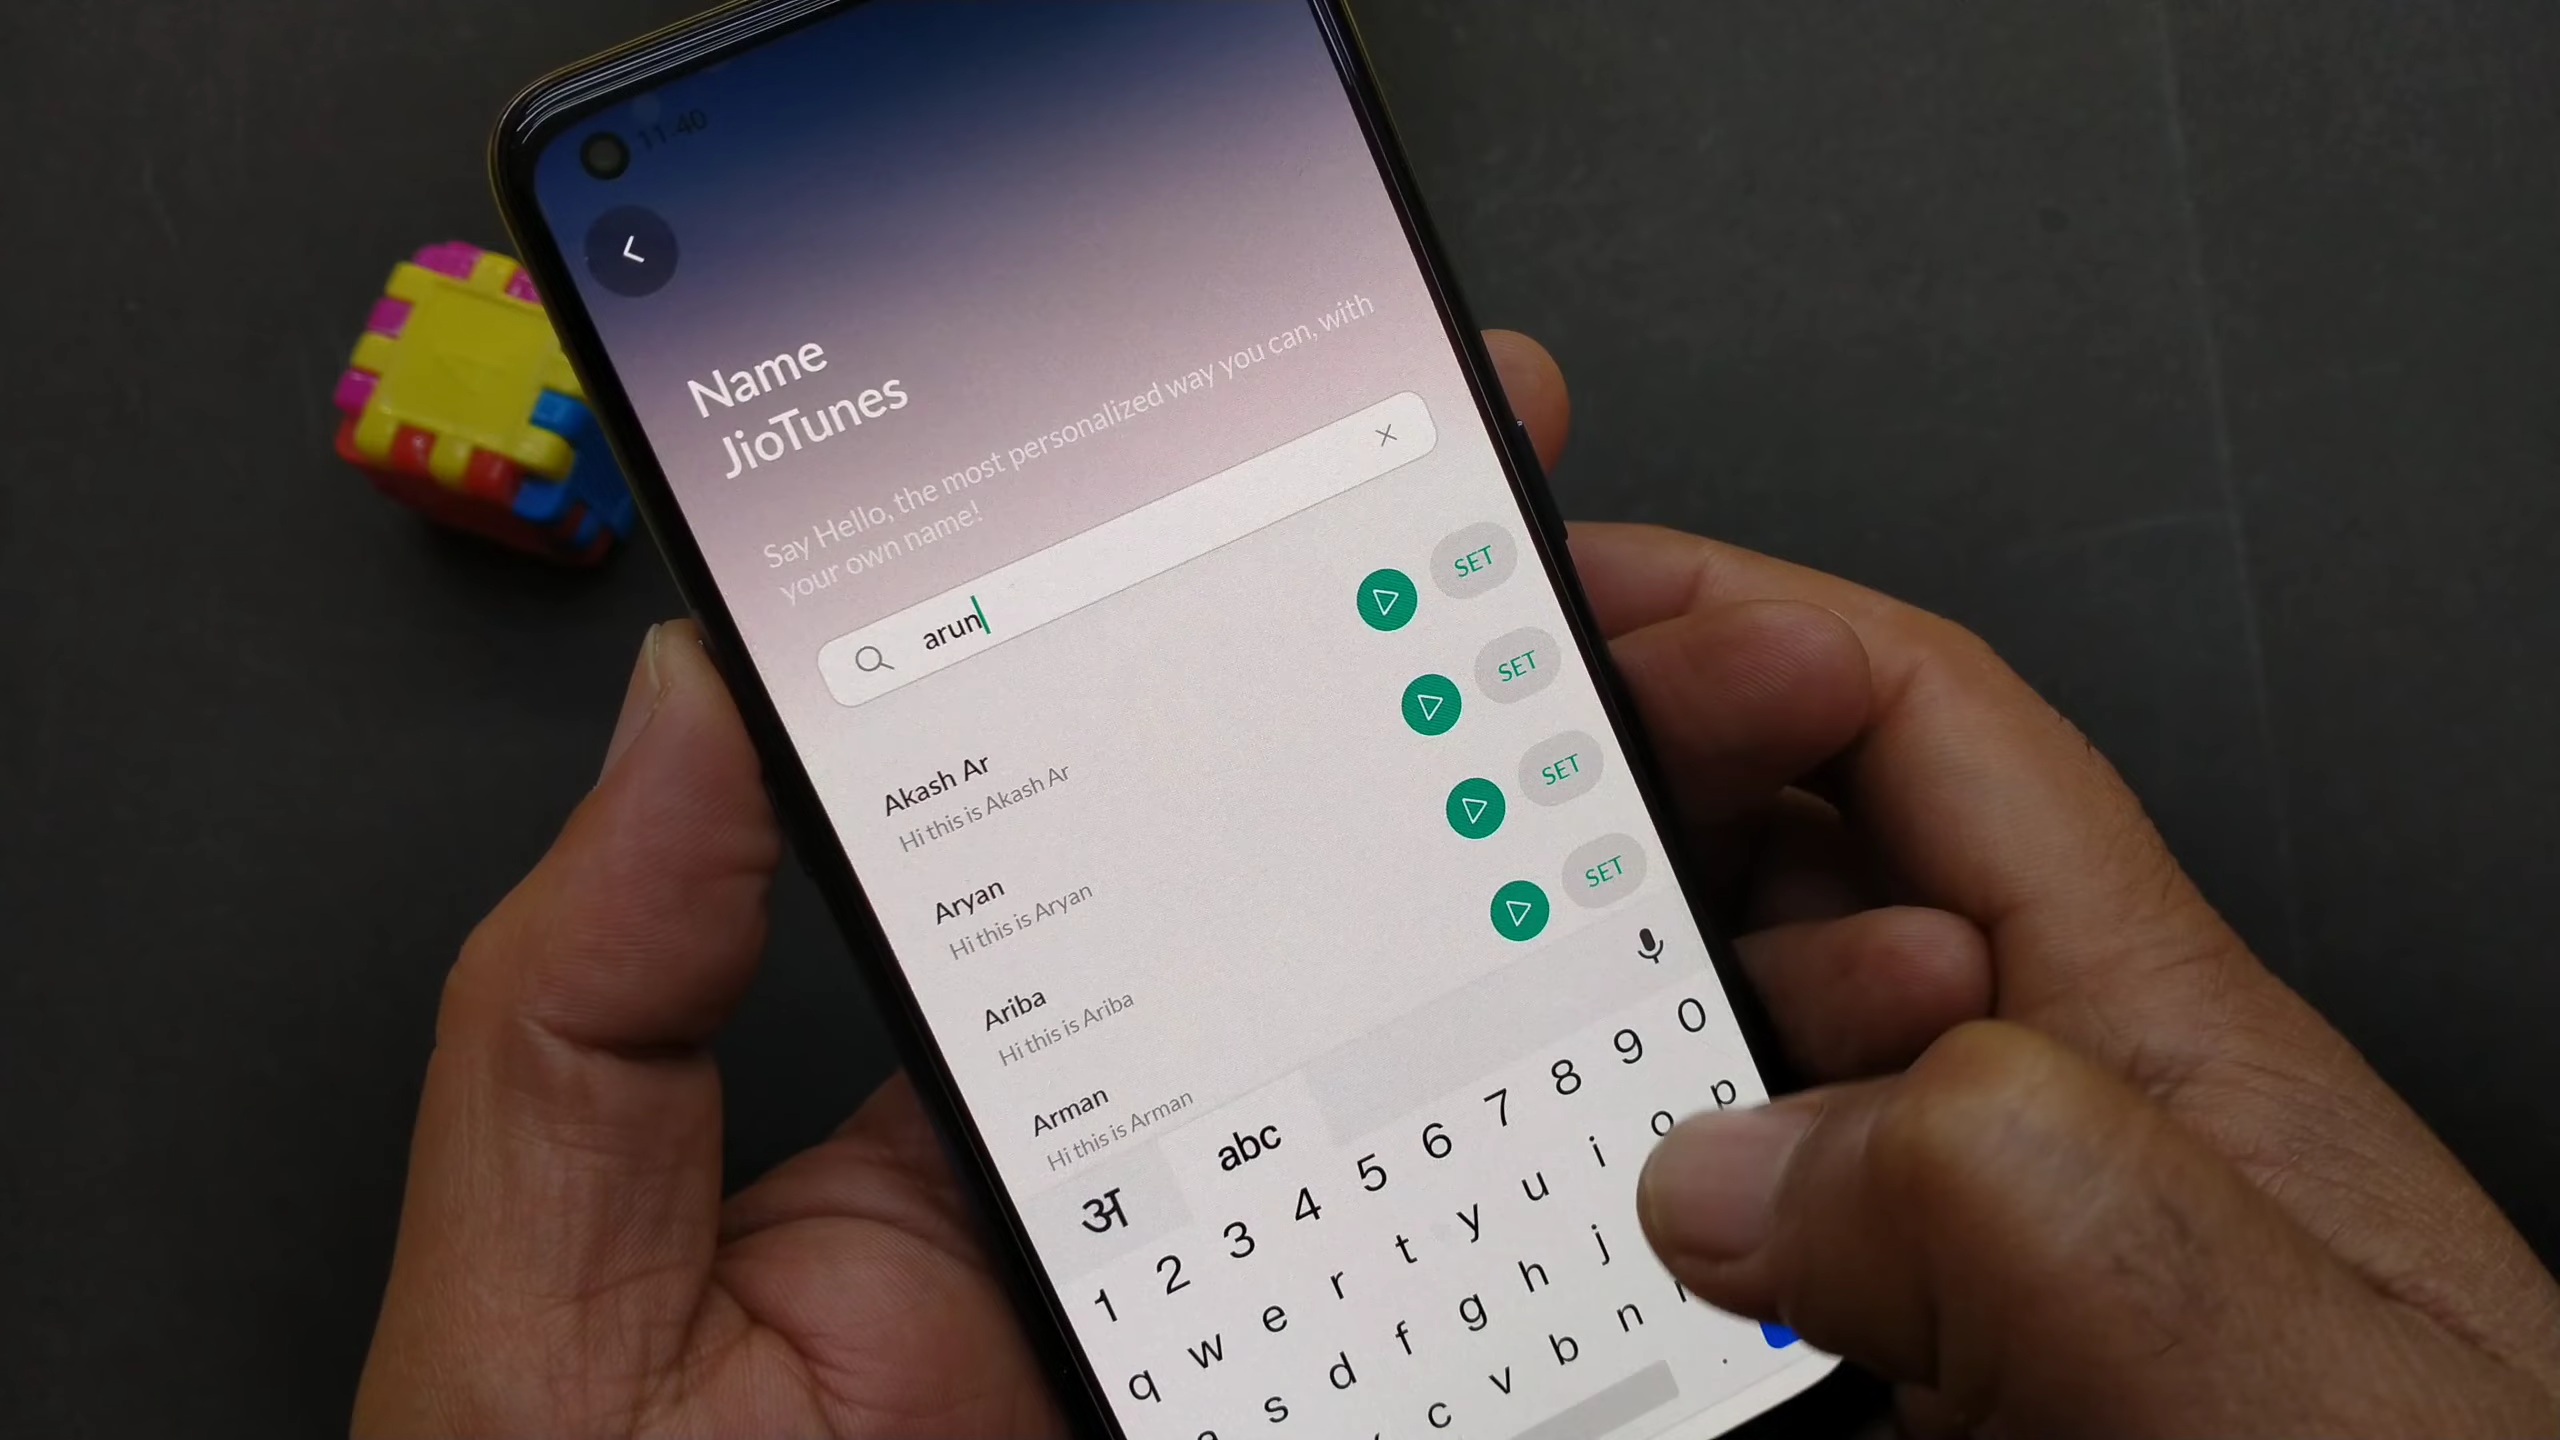 11:40
Name
JioTunes
Say Hello, the most personalized way you can, with
your own name!
arun
Akash Ar
Hi this is Akash Ar
SET
Aryan
Hi this is Aryan
SET
Ariba
Hi this is Ariba
SET
Arman
Hi this is Arman
SET
अ abc
1 2 3 4 5 6 7 8 9 0
q w e r t y u i o p
s d f g h j
c v b n
.